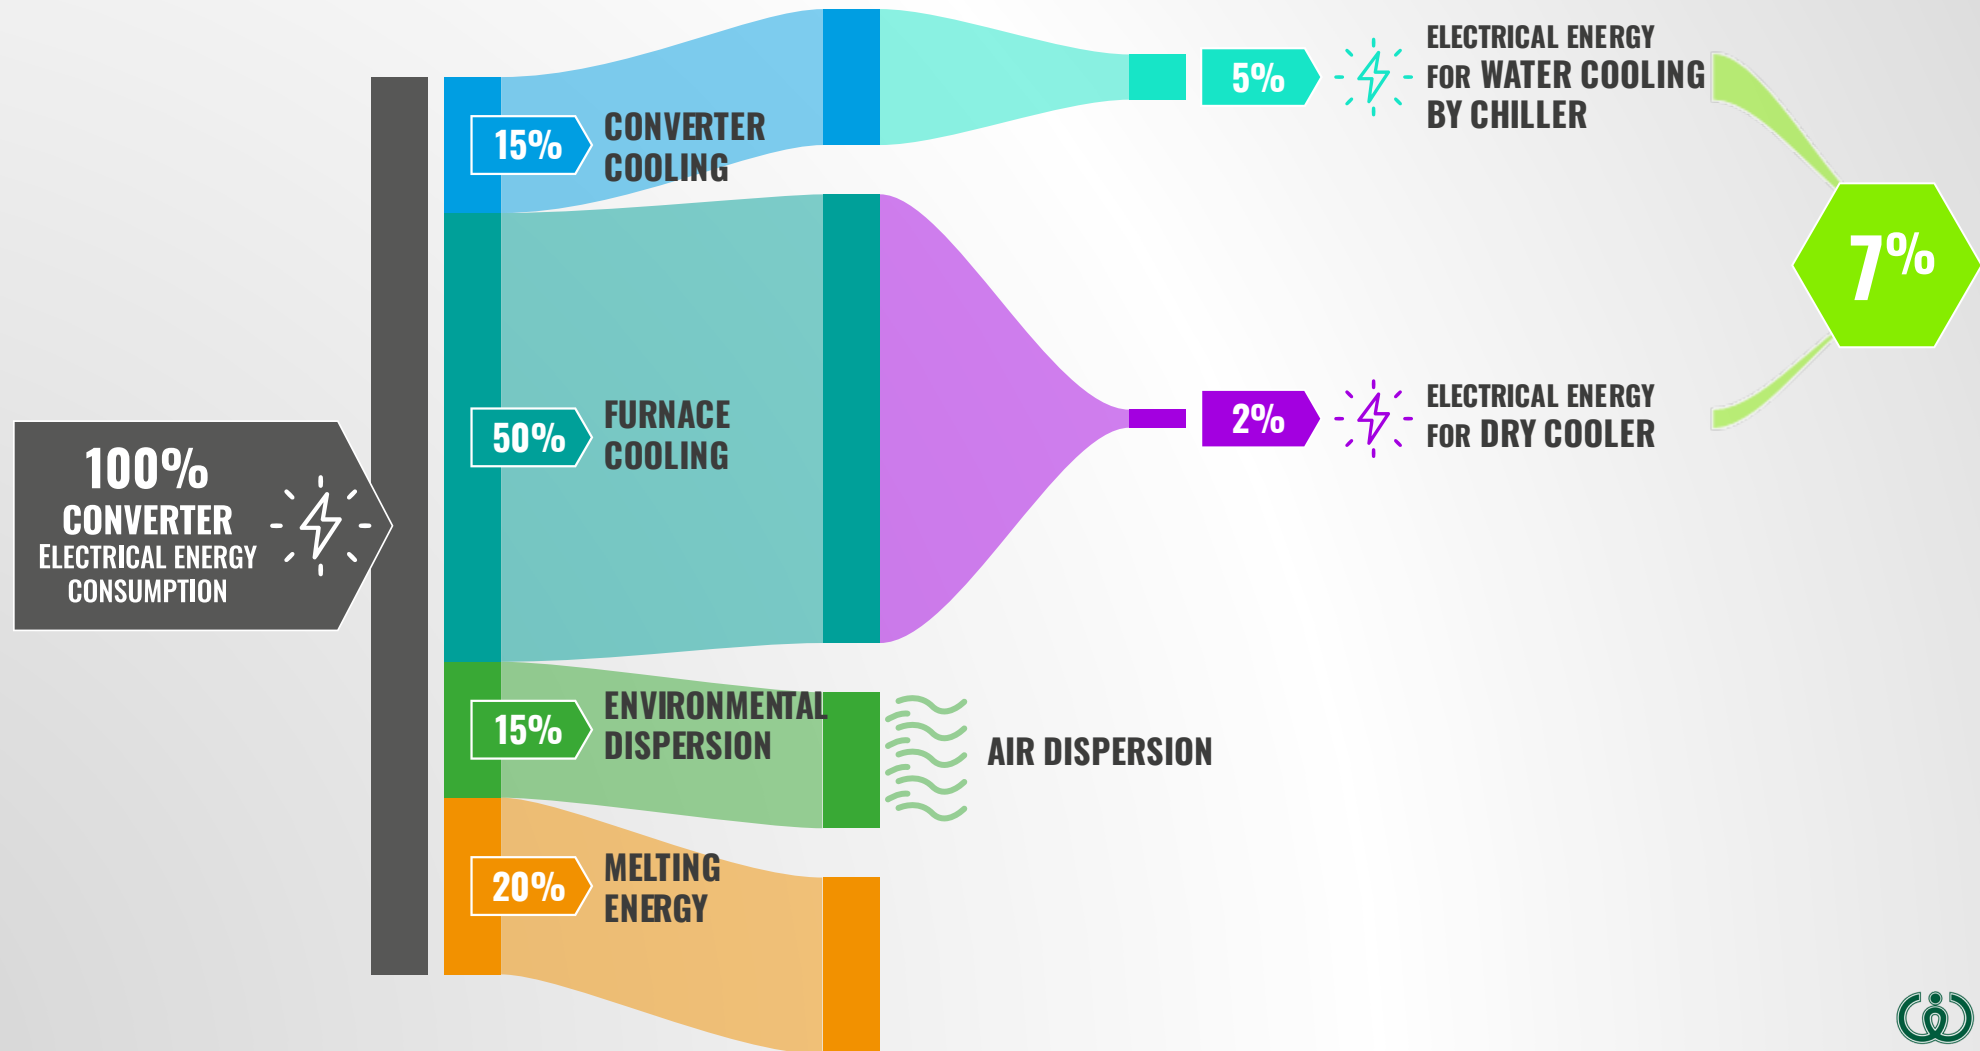 100%
CONVERTER
ELECTRICAL ENERGY
CONSUMPTION
15%
CONVERTER
COOLING
50%
FURNACE
COOLING
15%
ENVIRONMENTAL
DISPERSION
20%
MELTING
ENERGY
5%
ELECTRICAL ENERGY
FOR WATER COOLING
BY CHILLER
2%
ELECTRICAL ENERGY
FOR DRY COOLER
AIR DISPERSION
7%